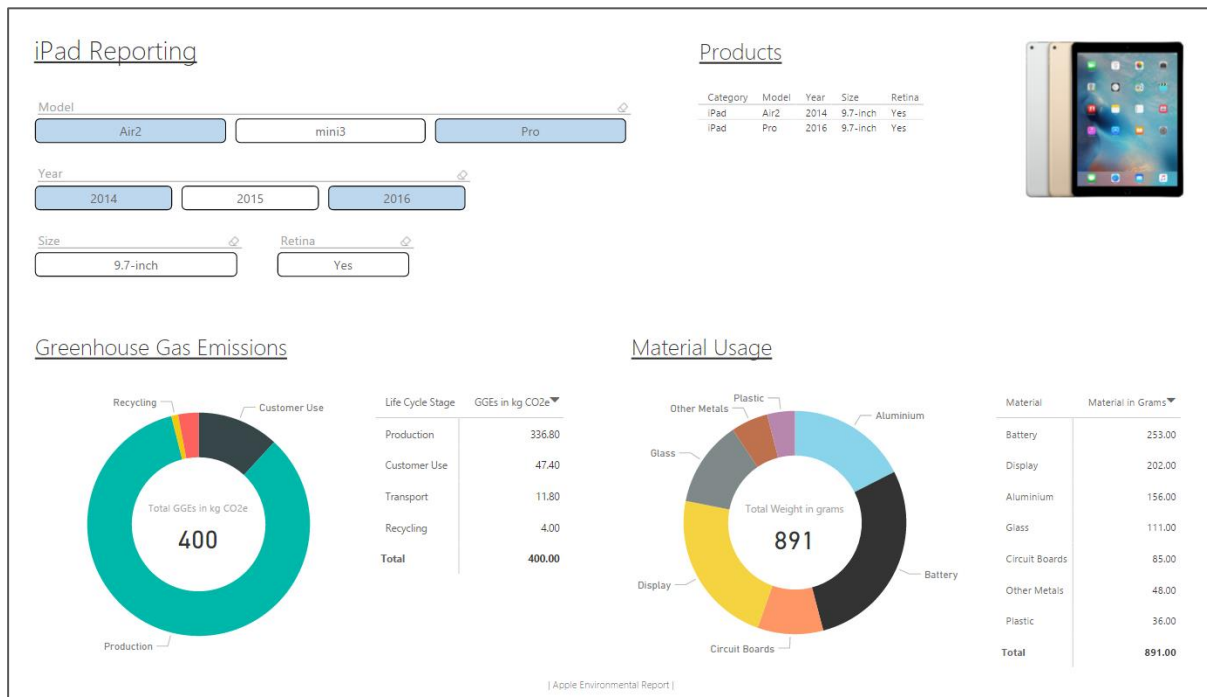 iPad Reporting
Model
Air2 mini3 Pro
Year
2014 2015 2016
Size Retina
9.7-inch Yes
Products
Category Model Year Size Retina
iPad Air2 2014 9.7-inch Yes
iPad Pro 2016 9.7-inch Yes
Greenhouse Gas Emissions
Recycling
Customer Use
Total GGEs in kg CO2e
400
Production
Life Cycle Stage GGEs in kg CO2e
Production 336.80
Customer Use 47.40
Transport 11.80
Recycling 4.00
Total 400.00
Material Usage
Plastic
Other Metals
Aluminium
Glass
Total Weight in grams
891
Display
Battery
Circuit Boards
Material Material in Grams
Battery 253.00
Display 202.00
Aluminium 156.00
Glass 111.00
Circuit Boards 85.00
Other Metals 48.00
Plastic 36.00
Total 891.00
| Apple Environmental Report |